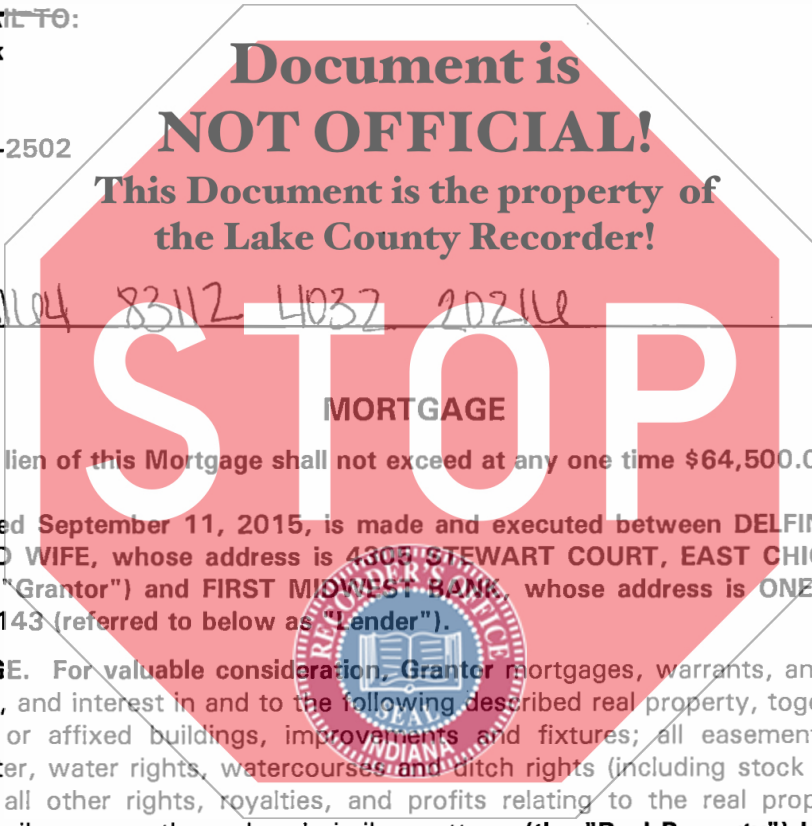 IL TO:
Document is
NOT OFFICIAL!
-2502
This Document is the property of
the Lake County Recorder!
83112 4032
STOP
MORTGAGE
lien of this Mortgage shall not exceed at any one time $64,500.0
ed September 11, 2015, is made and executed between DELFIN
WIFE, whose address is 4305 STEWART COURT, EAST CHI
"Grantor") and FIRST MIDWEST BANK, whose address is ONE
143 (referred to below as "Lender").
GE. For valuable consideration, Grantor mortgages, warrants, an
, and interest in and to the following described real property, toge
or affixed buildings, improvements and fixtures; all easement
er, water rights, watercourses and ditch rights (including stock
all other rights, royalties, and profits relating to the real prop
RECORDER'S OFFICE
SEAL
INDIANA